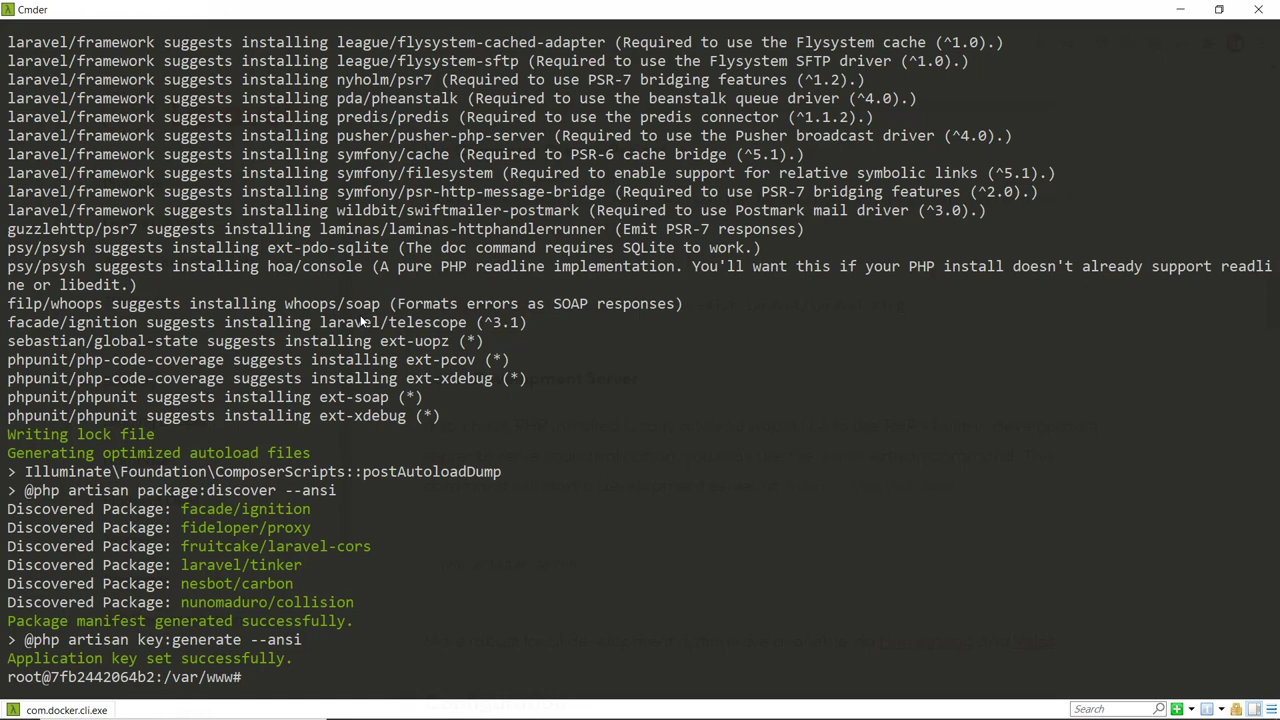 Cmder
laravel/framework suggests installing league/flysystem-cached-adapter (Required to use the Flysystem cache (^1.0).)
laravel/framework suggests installing league/flysystem-sftp (Required to use the Flysystem SFTP driver (^1.0).)
laravel/framework suggests installing nyholm/psr7 (Required to use PSR-7 bridging features (^1.2).)
laravel/framework suggests installing pda/pheanstalk (Required to use the beanstalk queue driver (^4.0).)
laravel/framework suggests installing predis/predis (Required to use the predis connector (^1.1.2).)
laravel/framework suggests installing pusher/pusher-php-server (Required to use the Pusher broadcast driver (^4.0).)
laravel/framework suggests installing symfony/cache (Required to PSR-6 cache bridge (^5.1).)
laravel/framework suggests installing symfony/filesystem (Required to enable support for relative symbolic links (^5.1).)
laravel/framework suggests installing symfony/psr-http-message-bridge (Required to use PSR-7 bridging features (^2.0).)
laravel/framework suggests installing wildbit/swiftmailer-postmark (Required to use Postmark mail driver (^3.0).)
guzzlehttp/psr7 suggests installing laminas/laminas-httphandlerrunner (Emit PSR-7 responses)
psy/psysh suggests installing ext-pdo-sqlite (The doc command requires SQLite to work.)
psy/psysh suggests installing hoa/console (A pure PHP readline implementation. You'll want this if your PHP install doesn't already support readli
ne or libedit.)
filp/whoops suggests installing whoops/soap (Formats errors as SOAP responses)
facade/ignition suggests installing laravel/telescope (^3.1)
sebastian/global-state suggests installing ext-uopz (*)
phpunit/php-code-coverage suggests installing ext-pcov (*)
phpunit/php-code-coverage suggests installing ext-xdebug (*)
phpunit/phpunit suggests installing ext-soap (*)
phpunit/phpunit suggests installing ext-xdebug (*)
Writing lock file
Generating optimized autoload files
> Illuminate\Foundation\ComposerScripts::postAutoloadDump
> @php artisan package:discover --ansi
Discovered Package: facade/ignition
Discovered Package: fideloper/proxy
Discovered Package: fruitcake/laravel-cors
Discovered Package: laravel/tinker
Discovered Package: nesbot/carbon
Discovered Package: nunomaduro/collision
Package manifest generated successfully.
> @php artisan key:generate --ansi
Application key set successfully.
root@7fb2442064b2:/var/www#
com.docker.cli.exe
Search